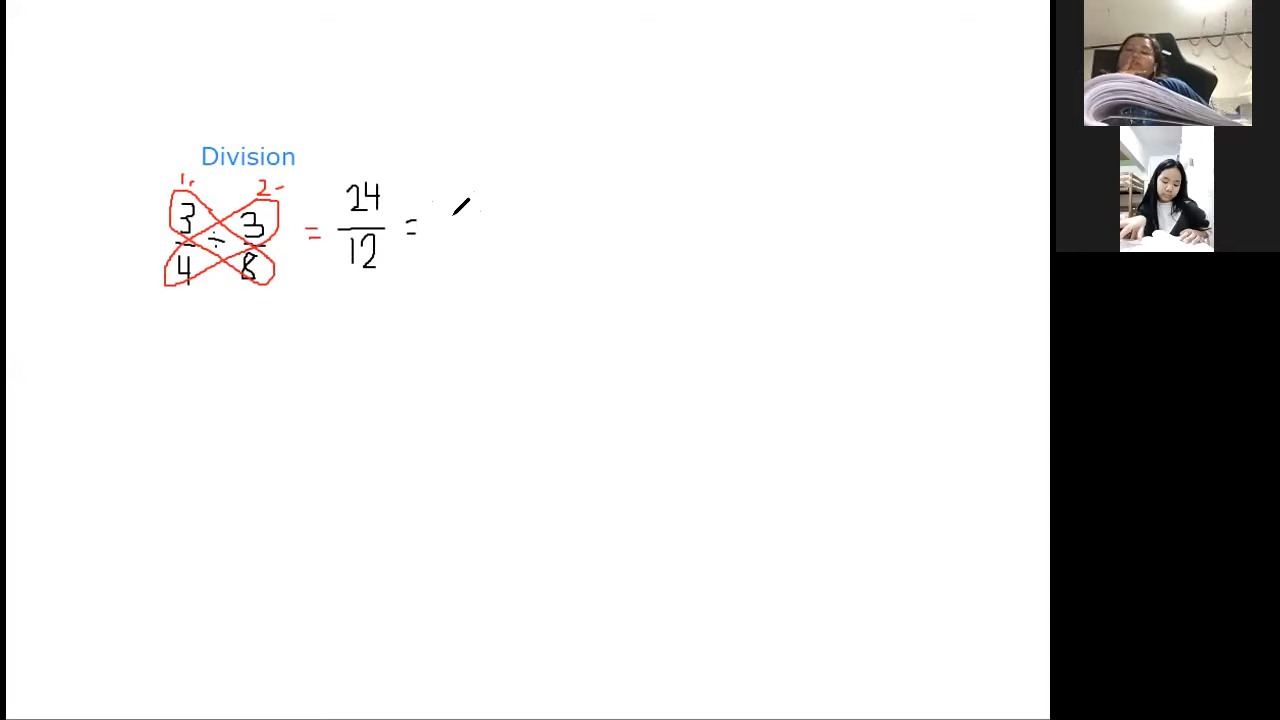 Division
1. 2-
3/4 ÷ 3/8 = 24/12 =